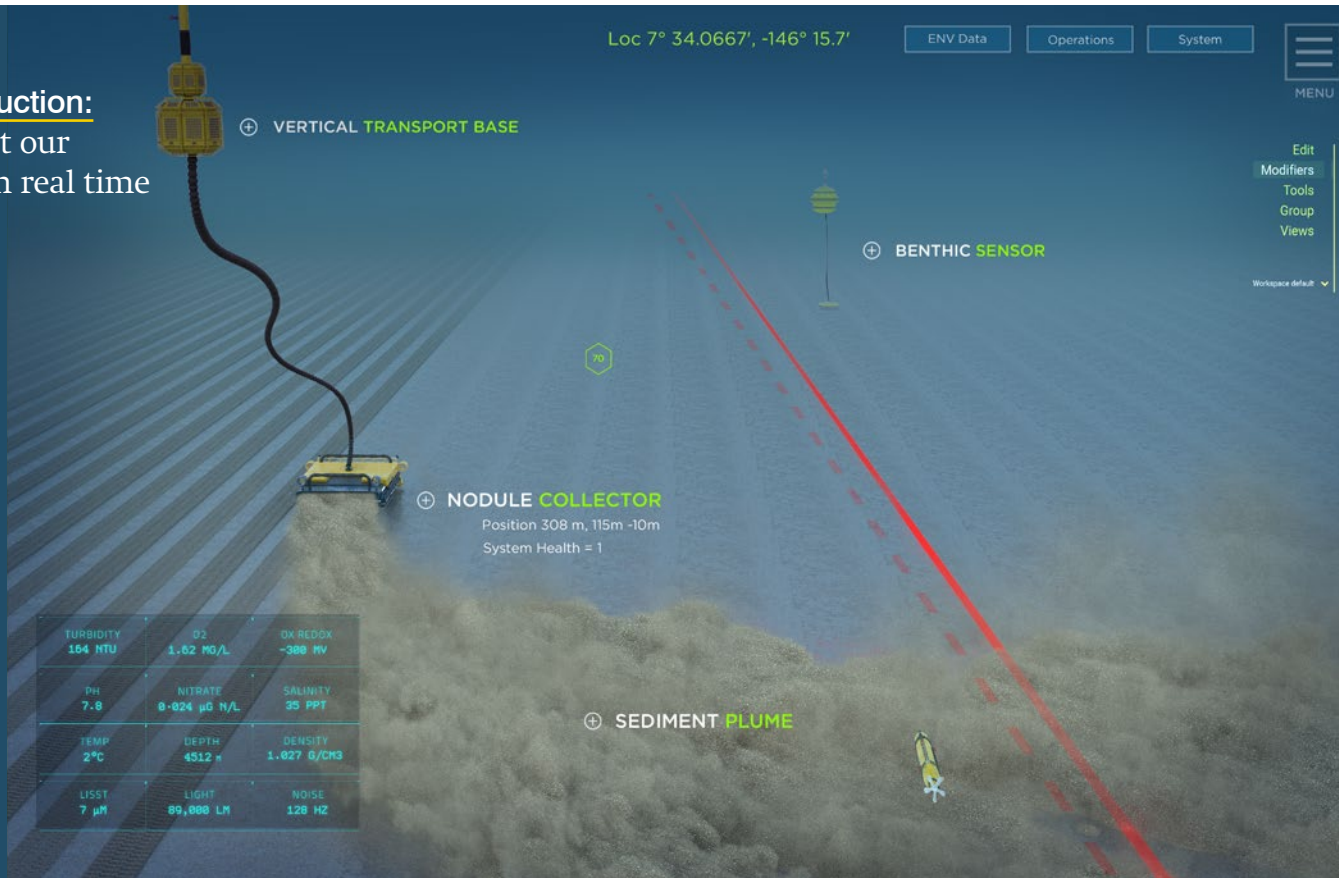 Loc 7° 34.0667', -146° 15.7'
ENV Data
Operations
System
MENU
uction:
t our
n real time
VERTICAL TRANSPORT BASE
Edit
Modifiers
Tools
Group
Views
Workspace default
BENTHIC SENSOR
70
NODULE COLLECTOR
Position 308 m, 115m -10m
System Health = 1
TURBIDITY
164 NTU
O2
1.62 MG/L
OX REDOX
-300 MV
PH
7.8
NITRATE
0·024 µG N/L
SALINITY
35 PPT
TEMP
2°C
DEPTH
4512 M
DENSITY
1.027 G/CM3
LISST
7 µM
LIGHT
89,000 LM
NOISE
128 HZ
SEDIMENT PLUME